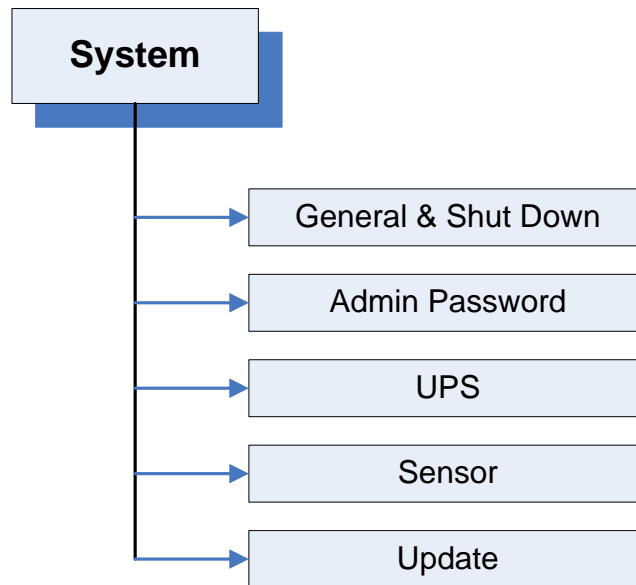 System
General & Shut Down
Admin Password
UPS
Sensor
Update